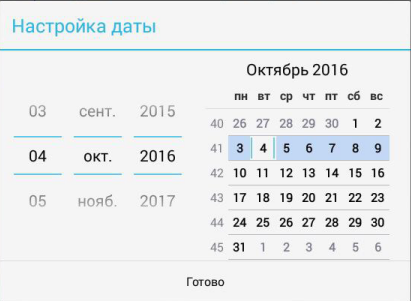 Настройка даты
03 сент. 2015
04 окт. 2016
05 нояб. 2017
Октябрь 2016
пн вт ср чт пт сб вс
40 26 27 28 29 30 1 2
41 3 4 5 6 7 8 9
42 10 11 12 13 14 15 16
43 17 18 19 20 21 22 23
44 24 25 26 27 28 29 30
45 31 1 2 3 4 5 6
Готово